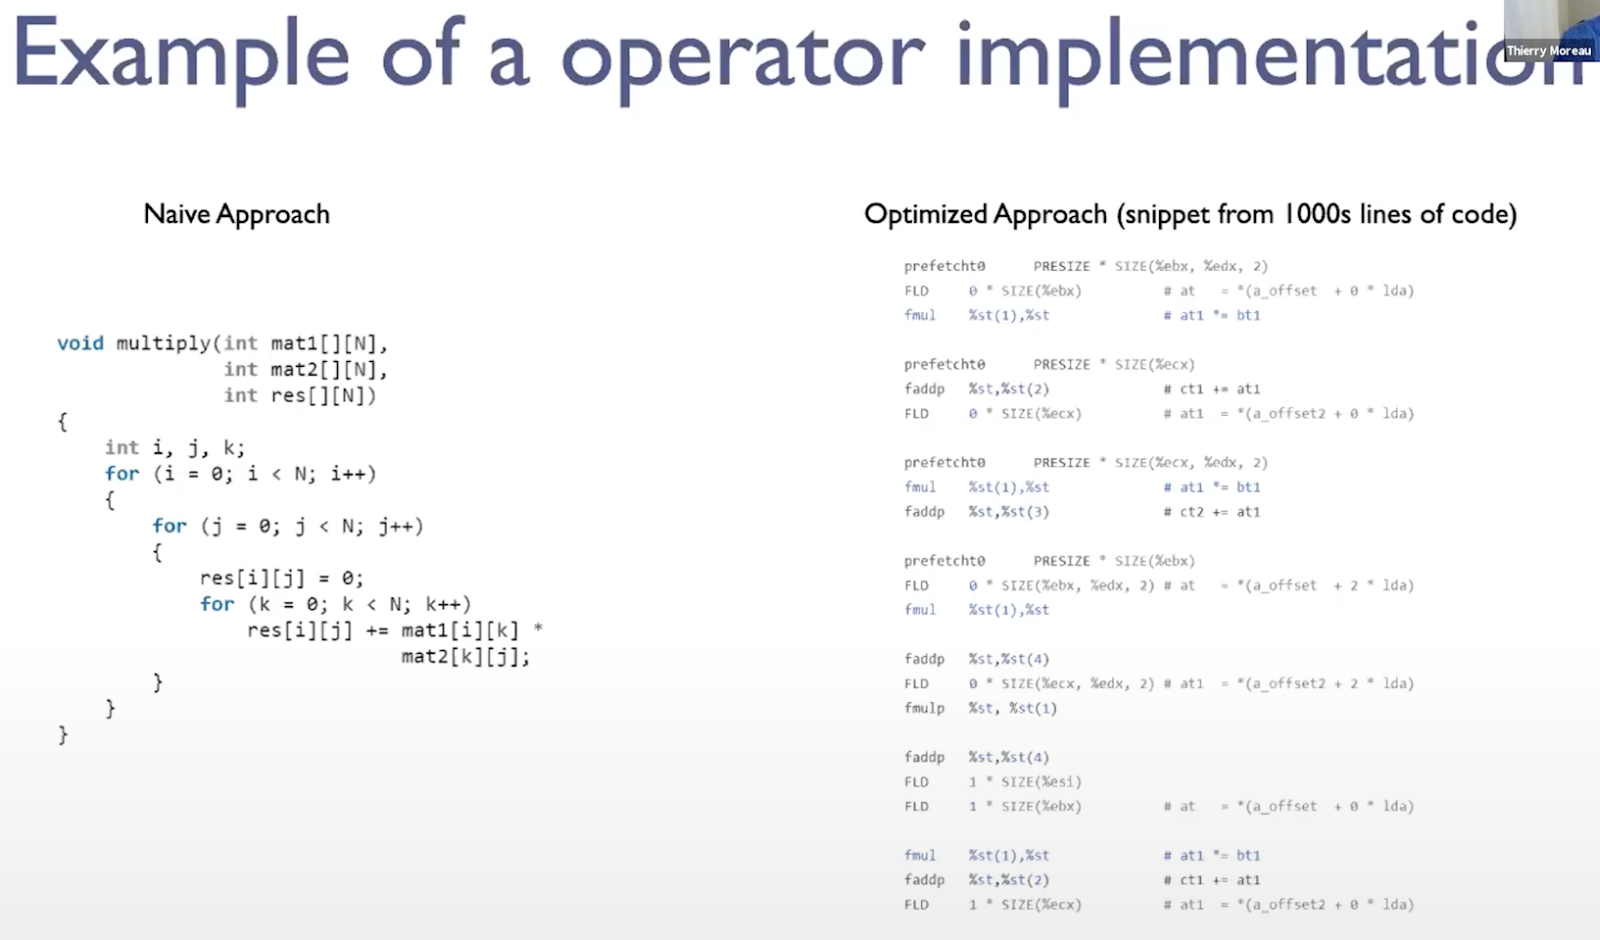 Example of a operator implementation
Thierry Moreau
Naive Approach
void multiply(int mat1[][N],
int mat2[][N],
int res[][N])
{
int i, j, k;
for (i = 0; i < N; i++)
{
for (j = 0; j < N; j++)
{
res[i][j] = 0;
for (k = 0; k < N; k++)
res[i][j] += mat1[i][k] *
mat2[k][j];
}
}
}
Optimized Approach (snippet from 1000s lines of code)
prefetcht0 PRESIZE * SIZE(%ebx, %edx, 2)
FLD 0 * SIZE(%ebx) # at = *(a_offset + 0 * lda)
fmul %st(1),%st # at1 *= bt1
prefetcht0 PRESIZE * SIZE(%ecx)
faddp %st,%st(2) # ct1 += at1
FLD 0 * SIZE(%ecx) # at1 = *(a_offset2 + 0 * lda)
prefetcht0 PRESIZE * SIZE(%ecx, %edx, 2)
fmul %st(1),%st # at1 *= bt1
faddp %st,%st(3) # ct2 += at1
prefetcht0 PRESIZE * SIZE(%ebx)
FLD 0 * SIZE(%ebx, %edx, 2) # at = *(a_offset + 2 * lda)
fmul %st(1),%st
faddp %st,%st(4)
FLD 0 * SIZE(%ecx, %edx, 2) # at1 = *(a_offset2 + 2 * lda)
fmulp %st, %st(1)
faddp %st,%st(4)
FLD 1 * SIZE(%esi)
FLD 1 * SIZE(%ebx) # at = *(a_offset + 0 * lda)
fmul %st(1),%st # at1 *= bt1
faddp %st,%st(2) # ct1 += at1
FLD 1 * SIZE(%ecx) # at1 = *(a_offset2 + 0 * lda)